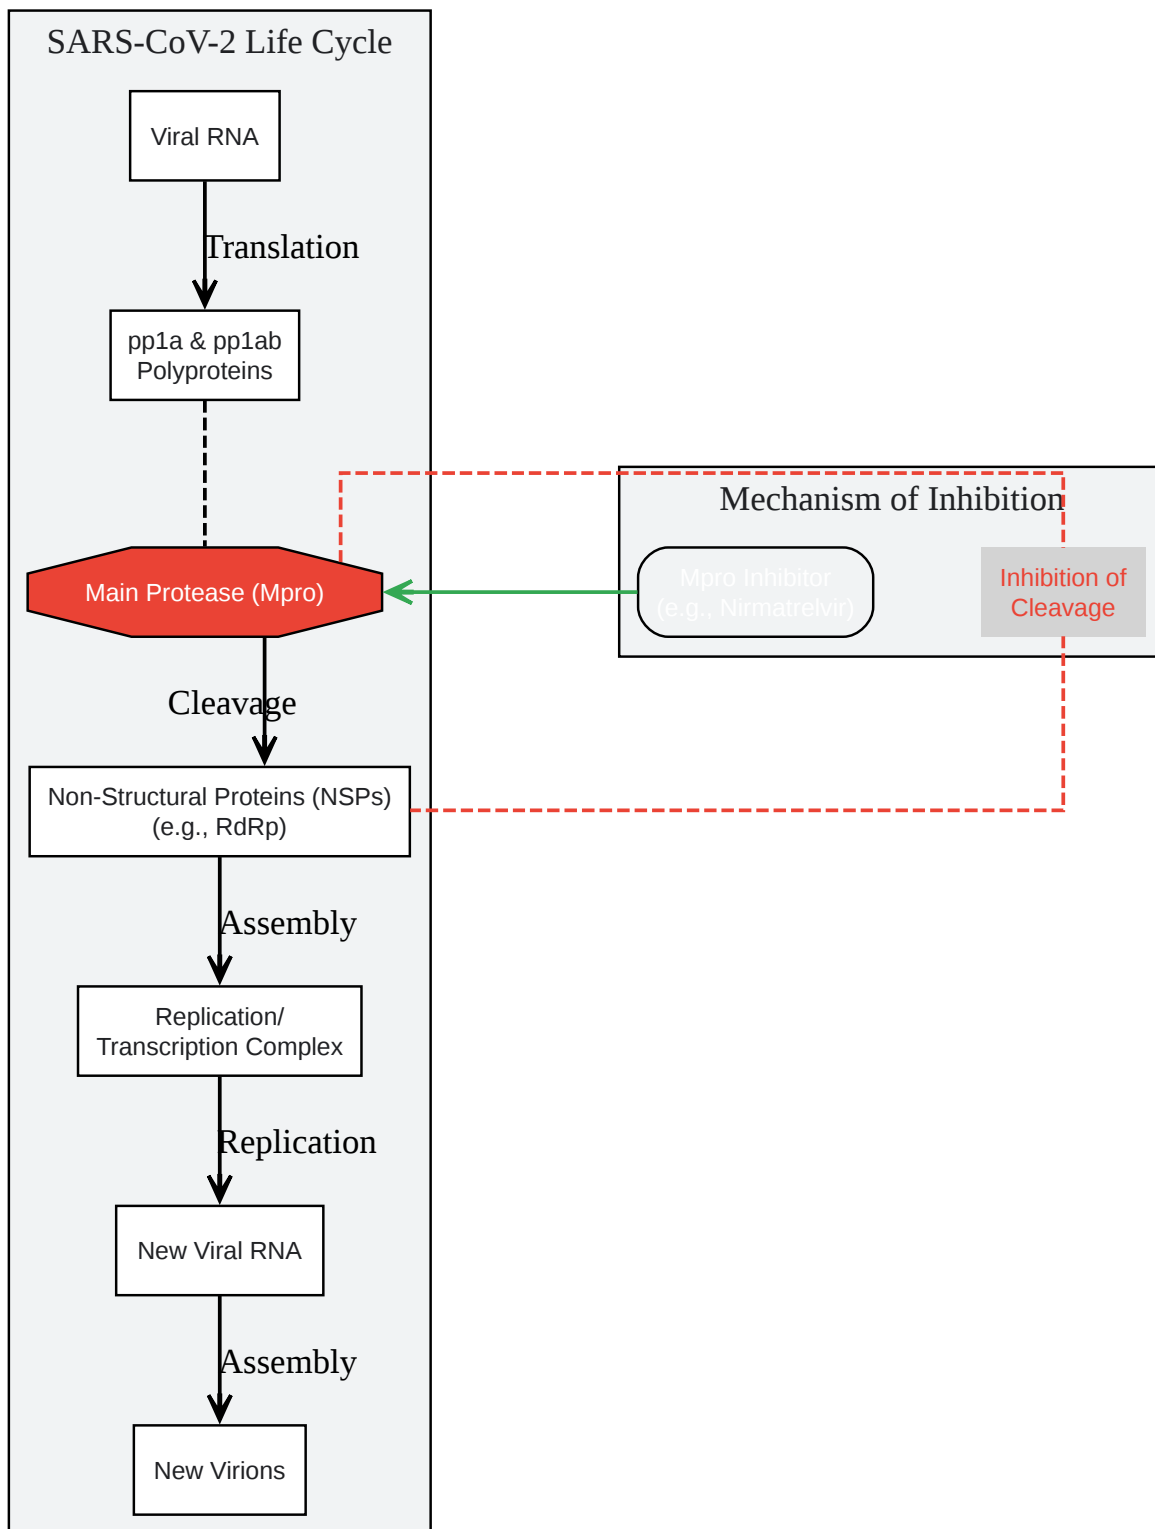 SARS-CoV-2 Life Cycle
Viral RNA
Translation
pp1a & pp1ab
Polyproteins
Mechanism of Inhibition
Main Protease (Mpro)
Mpro Inhibitor
(e.g., Nirmatrelvir)
Inhibition of
Cleavage
Cleavage
Non-Structural Proteins (NSPs)
(e.g., RdRp)
Assembly
Replication/
Transcription Complex
Replication
New Viral RNA
Assembly
New Virions